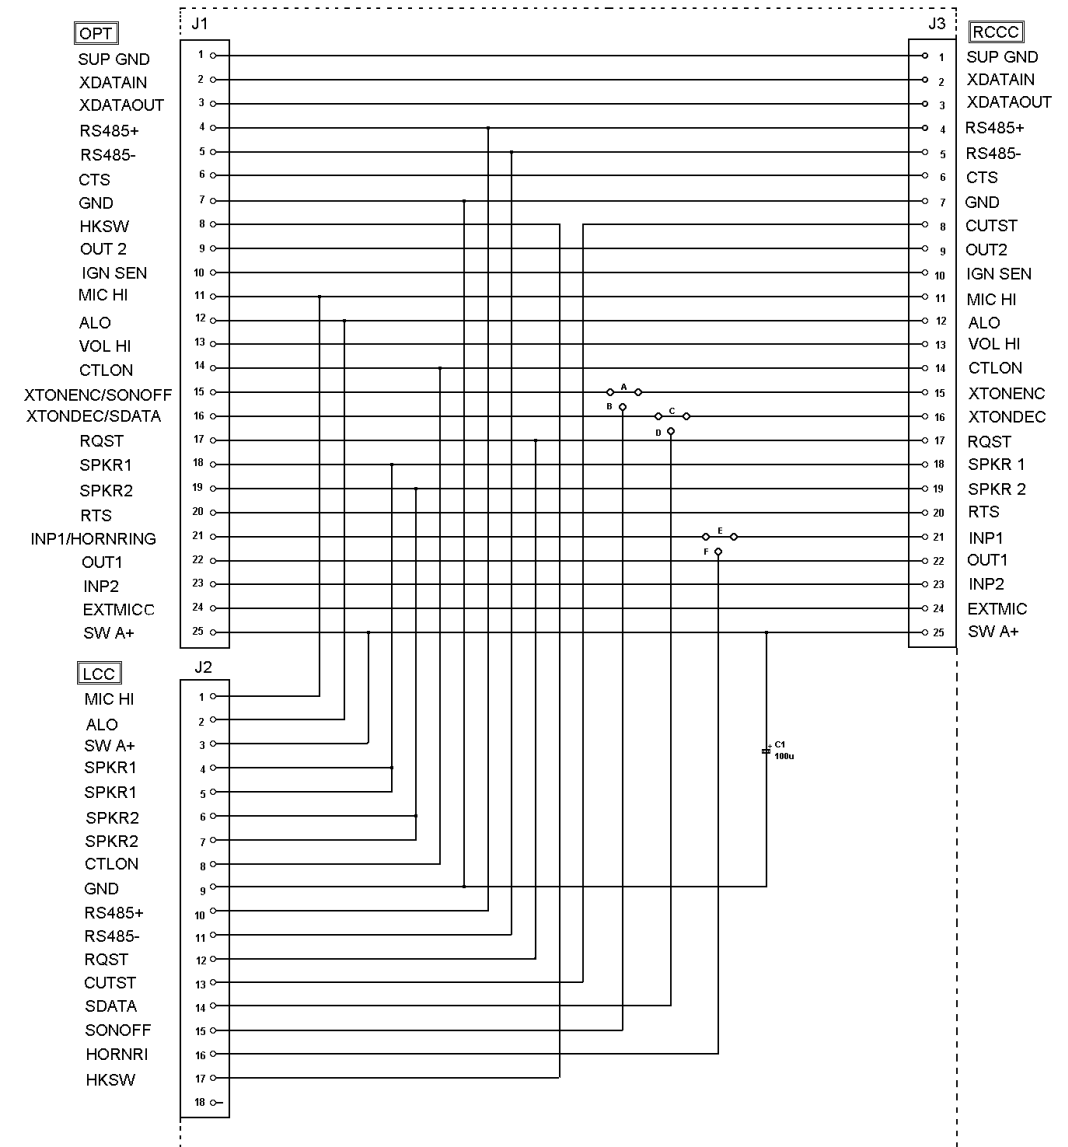 J1 J3
OPT RCCC
SUP GND 1 1 SUP GND
XDATAIN 2 2 XDATAIN
XDATAOUT 3 3 XDATAOUT
RS485+ 4 4 RS485+
RS485- 5 5 RS485-
CTS 6 6 CTS
GND 7 7 GND
HKSW 8 8 CUTST
OUT 2 9 9 OUT2
IGN SEN 10 10 IGN SEN
MIC HI 11 11 MIC HI
ALO 12 12 ALO
VOL HI 13 13 VOL HI
CTLON 14 14 CTLON
XTONENC/SONOFF 15 A 15 XTONENC
B
XTONDEC/SDATA 16 C 16 XTONDEC
D
RQST 17 17 RQST
SPKR1 18 18 SPKR 1
SPKR2 19 19 SPKR 2
RTS 20 20 RTS
INP1/HORNRING 21 E 21 INP1
F
OUT1 22 22 OUT1
INP2 23 23 INP2
EXTMICC 24 24 EXTMIC
SW A+ 25 25 SW A+
LCC J2
MIC HI 1
ALO 2
SW A+ 3 + C1
100u
SPKR1 4
SPKR1 5
SPKR2 6
SPKR2 7
CTLON 8
GND 9
RS485+ 10
RS485- 11
RQST 12
CUTST 13
SDATA 14
SONOFF 15
HORNRI 16
HKSW 17
18